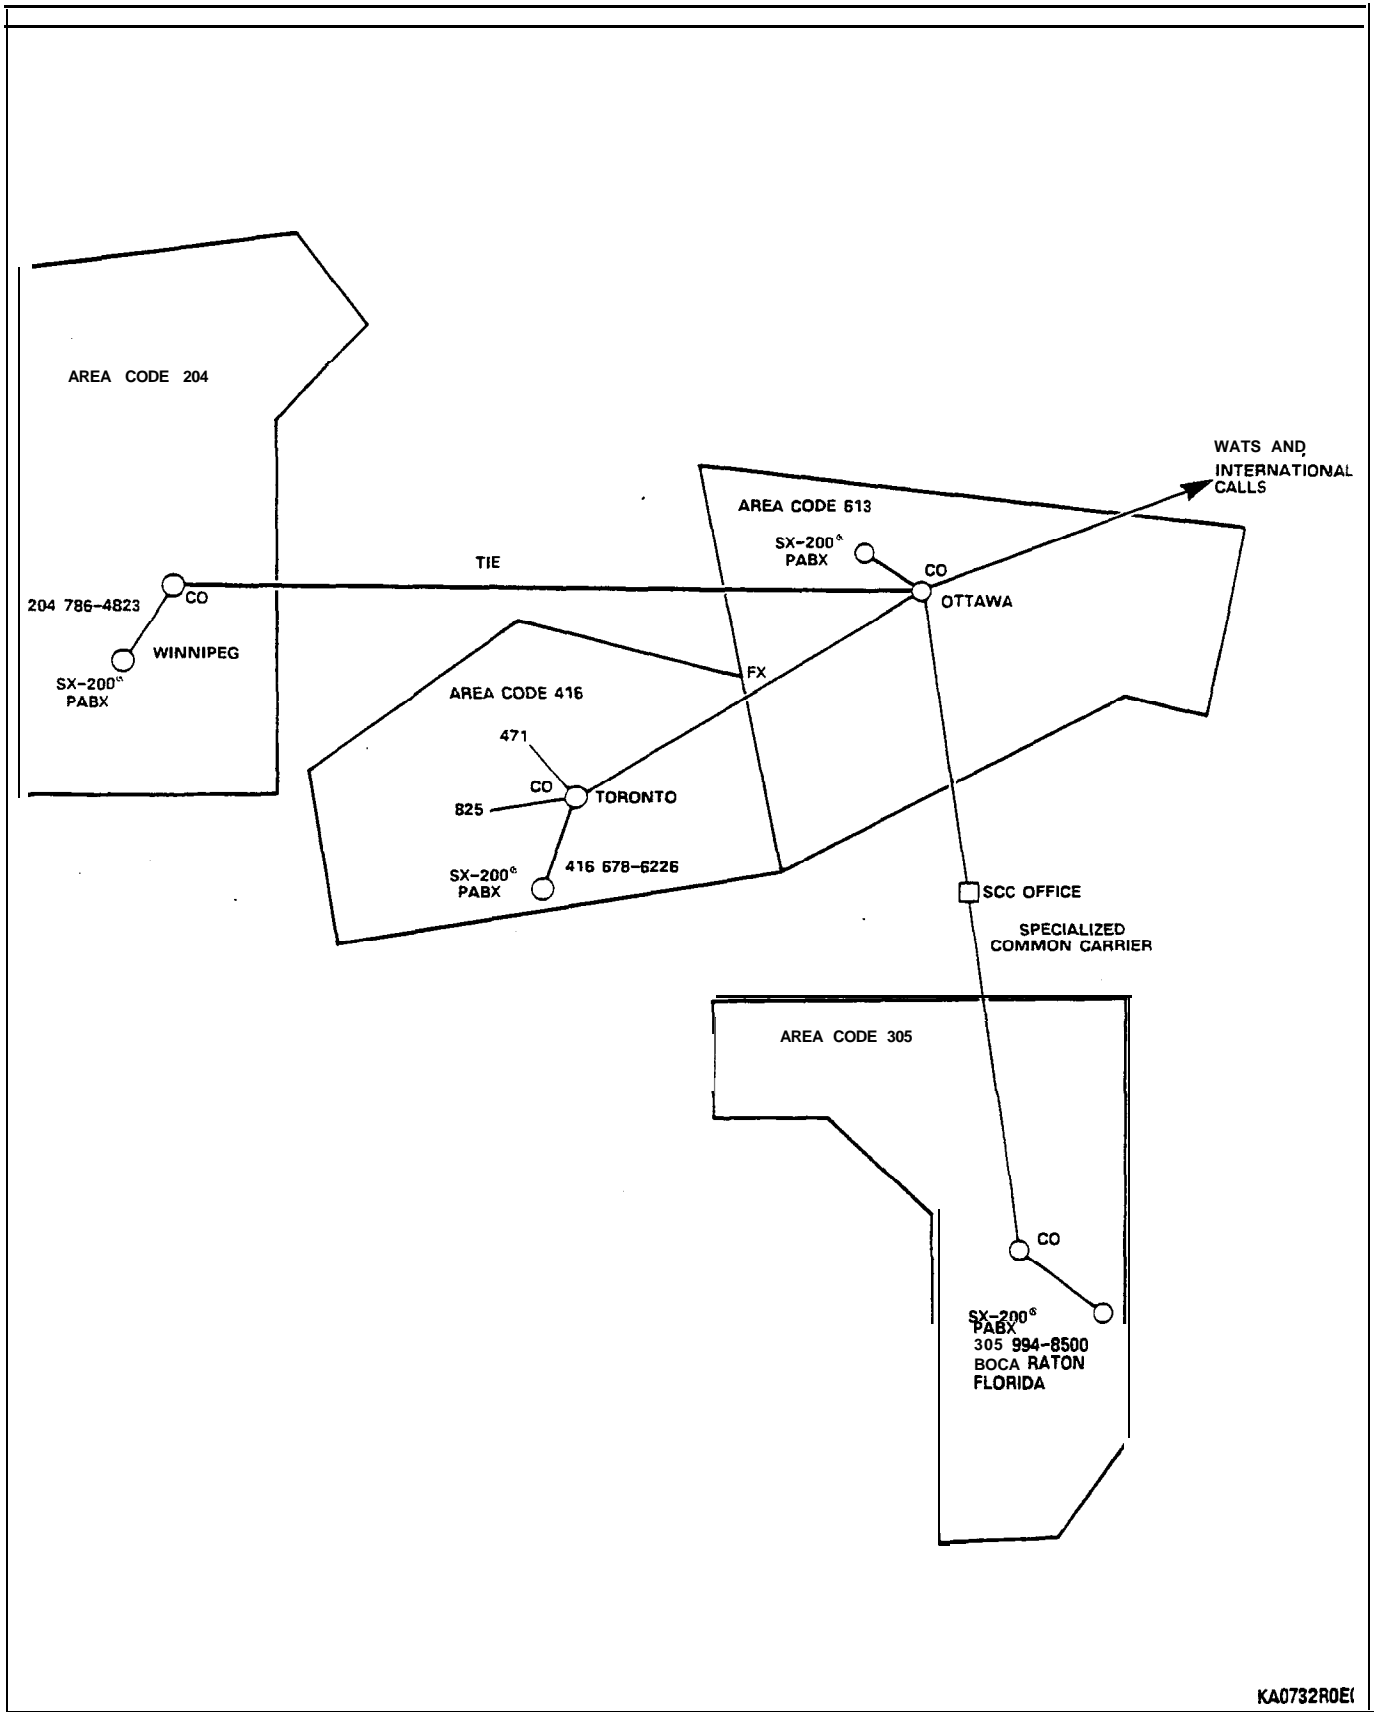 AREA CODE 204
WATS AND
INTERNATIONAL
CALLS
AREA CODE 613
SX-200®
PABX
TIE
CO
OTTAWA
CO
204 786-4823
WINNIPEG
SX-200®
PABX
FX
AREA CODE 416
471
CO
TORONTO
825
416 678-6226
SX-200®
PABX
SCC OFFICE
SPECIALIZED
COMMON CARRIER
AREA CODE 305
CO
SX-200®
PABX
305 994-8500
BOCA RATON
FLORIDA